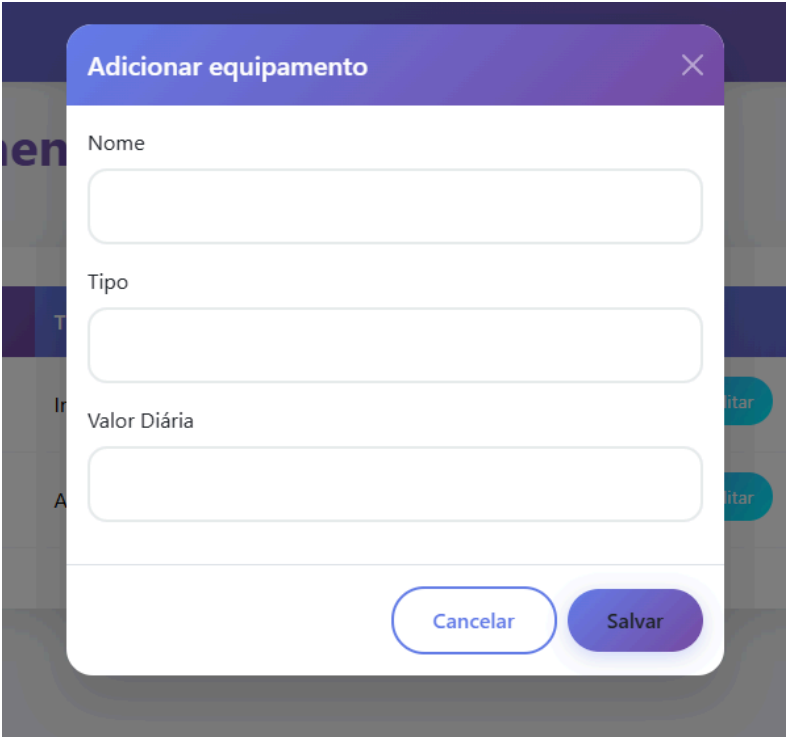 Adicionar equipamento
Nome
Tipo
Valor Diária
Cancelar
Salvar